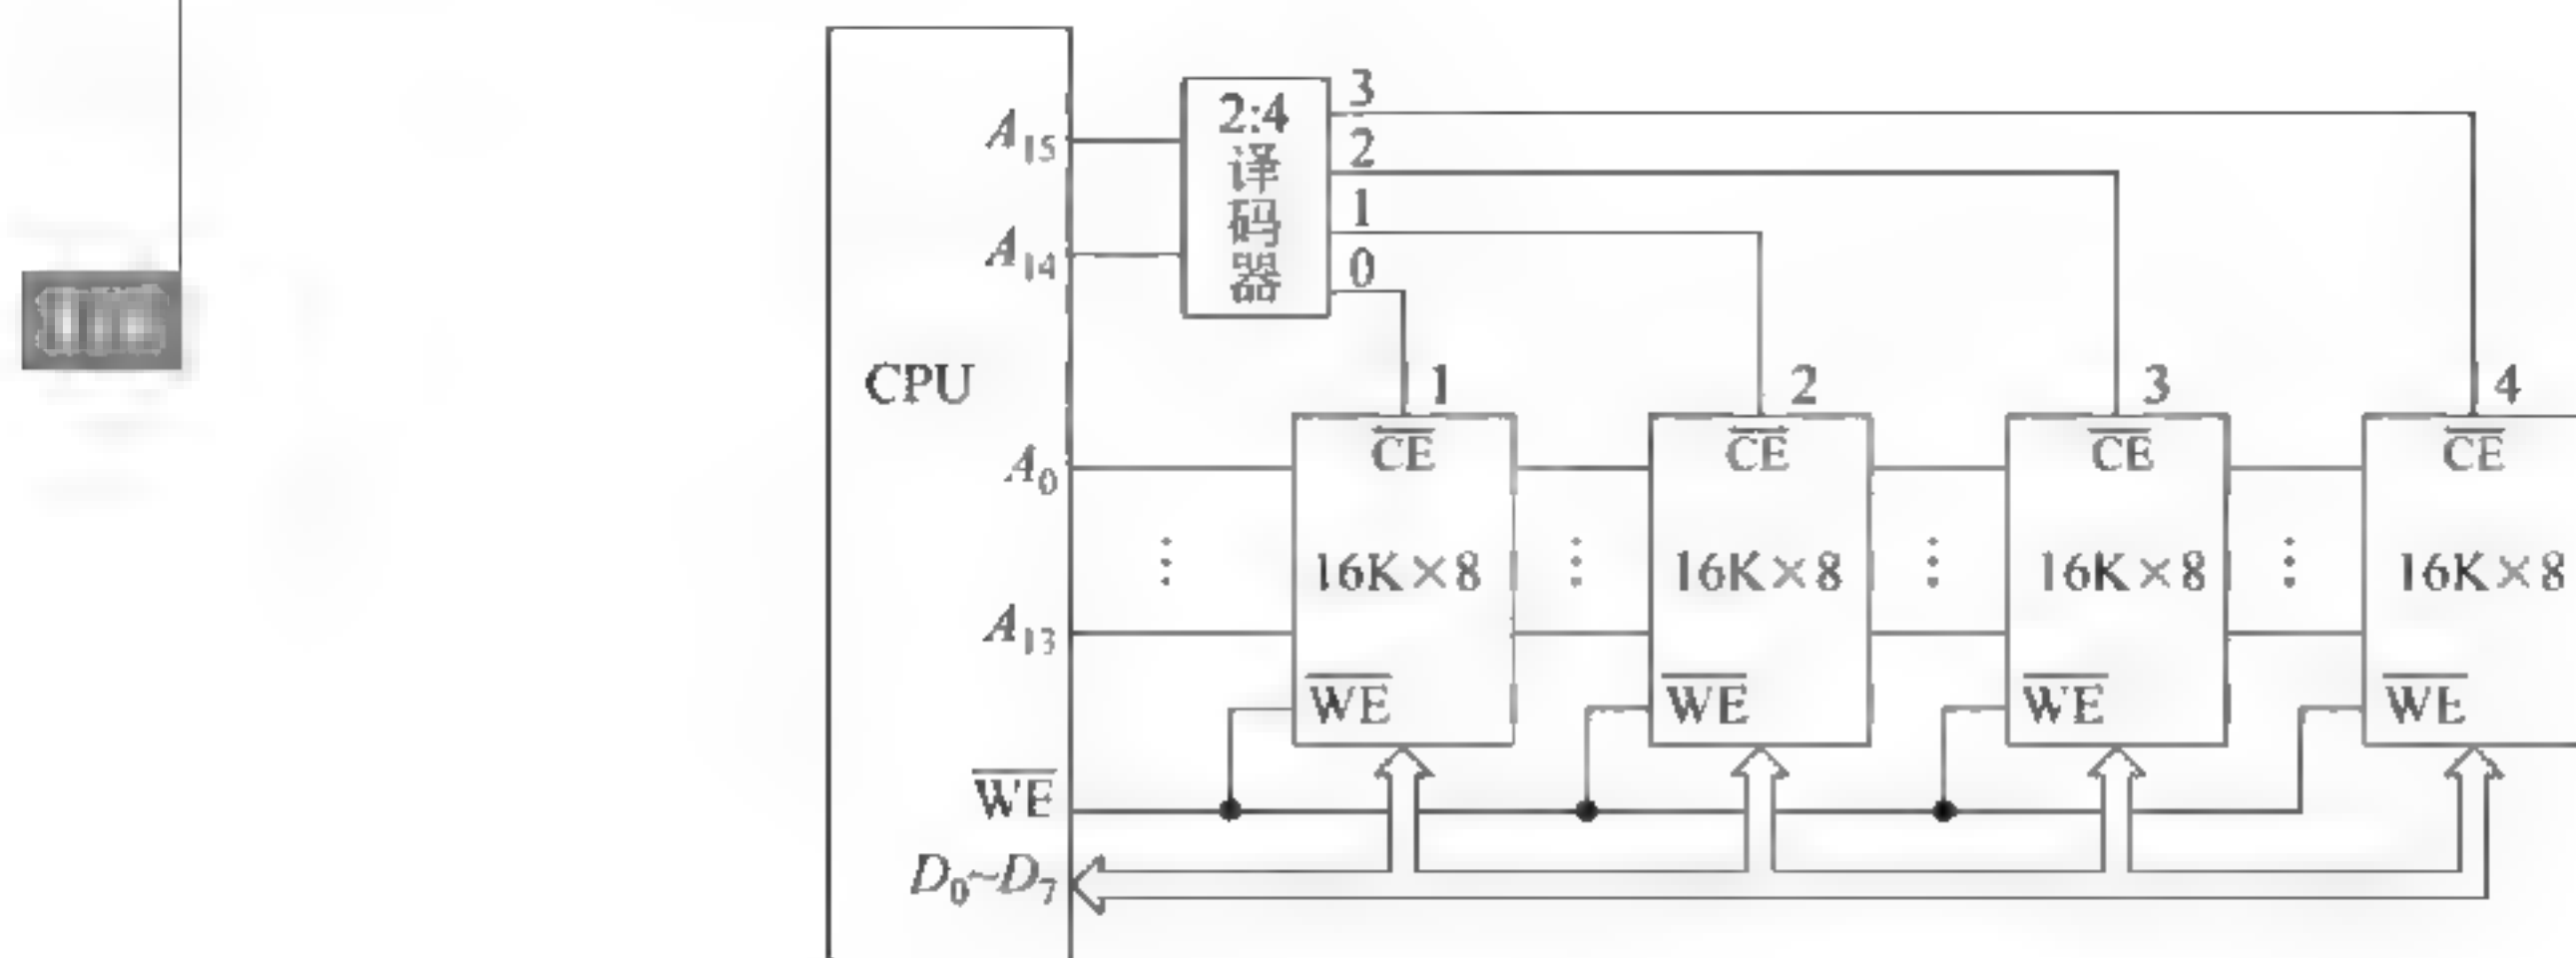 3
2:4
译
码
器
2
1
0
A15
A14
CPU
1
2
3
4
A0
CE
CE
CE
CE
⋮
16K×8
⋮
16K×8
⋮
16K×8
⋮
16K×8
A13
WE
WE
WE
WE
WE
D0~D7